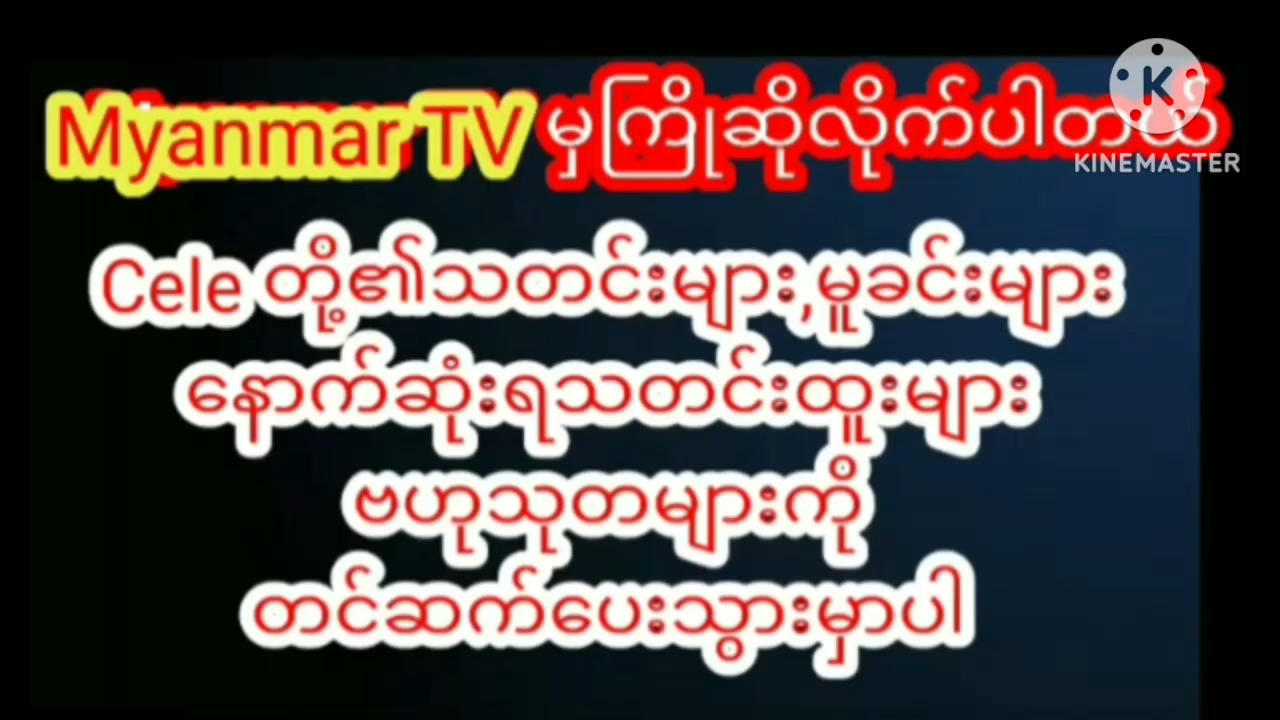 Myanmar TV မှကြိုဆိုလိုက်ပါတယ်
KINEMASTER
Cele တို့၏သတင်းများ,မူခင်းများ
နောက်ဆုံးရသတင်းထူးများ
ဗဟုသုတများကို
တင်ဆက်ပေးသွားမှာပါ